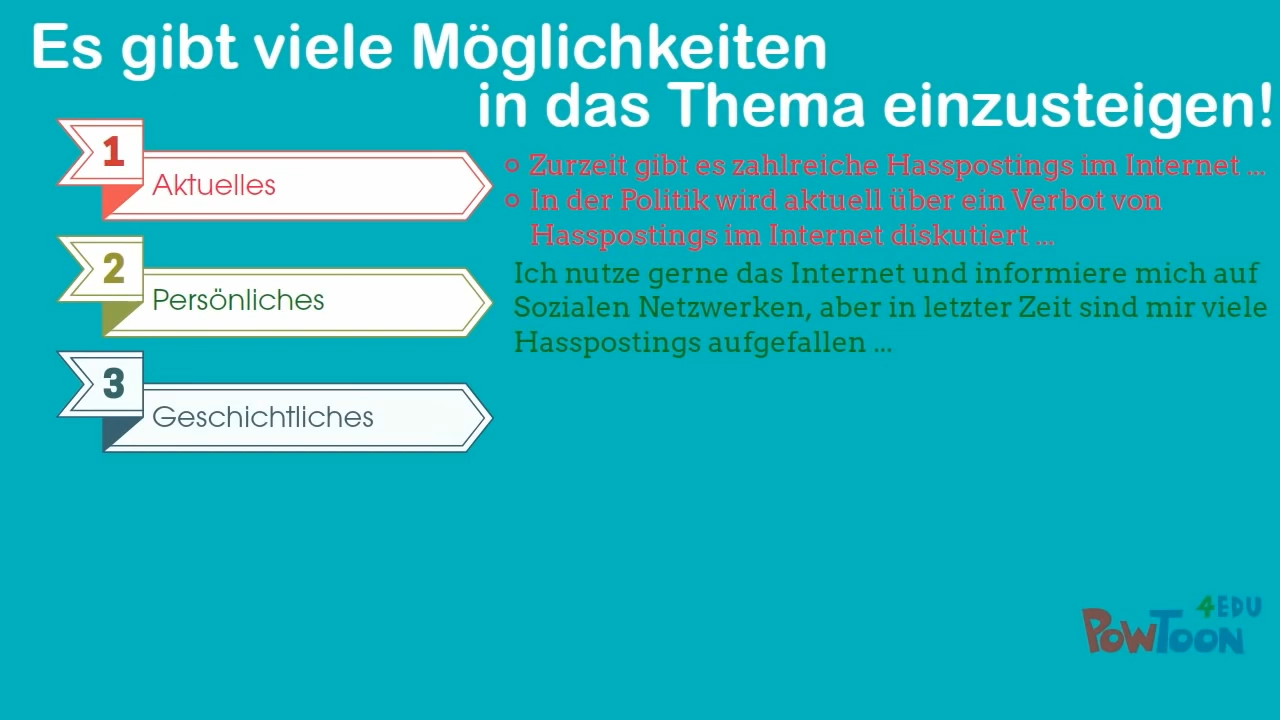 Es gibt viele Möglichkeiten
in das Thema einzusteigen!
1
Aktuelles
○ Zurzeit gibt es zahlreiche Hasspostings im Internet ...
○ In der Politik wird aktuell über ein Verbot von
Hasspostings im Internet diskutiert ...
2
Persönliches
Ich nutze gerne das Internet und informiere mich auf
Sozialen Netzwerken, aber in letzter Zeit sind mir viele
Hasspostings aufgefallen ...
3
Geschichtliches
4EDU
PowToon